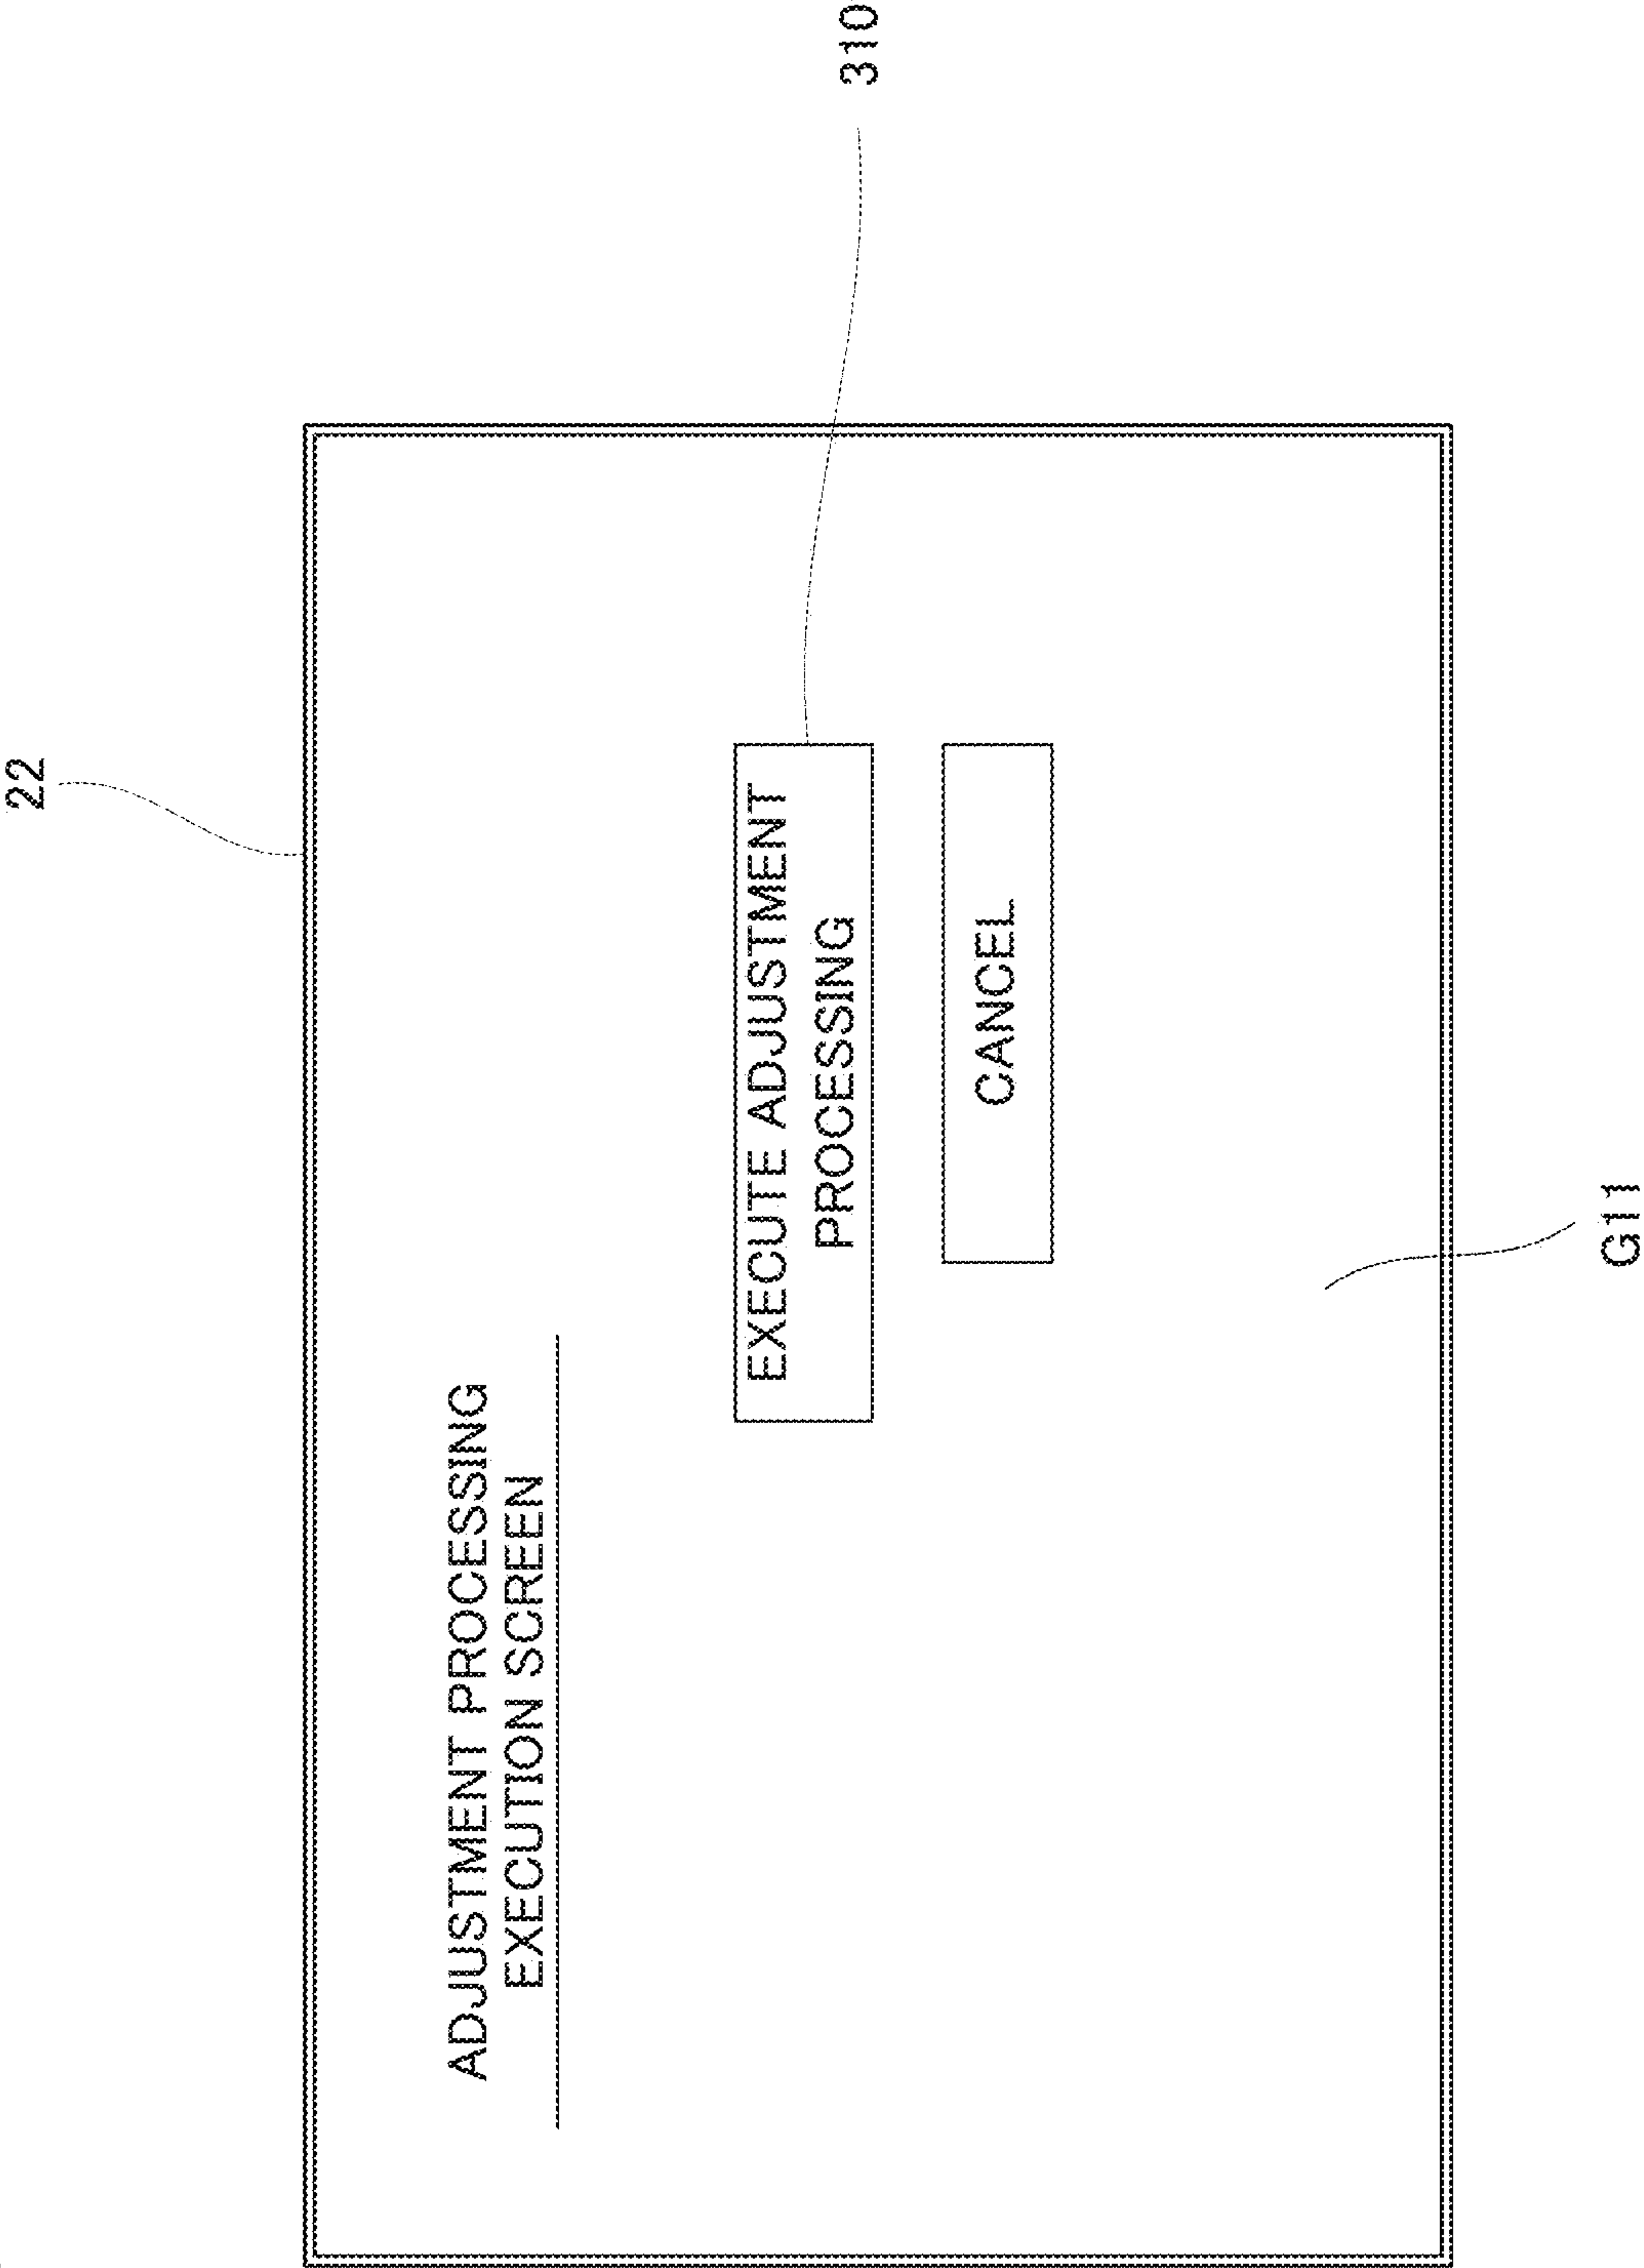 22
ADJUSTMENT PROCESSING
EXECUTION SCREEN
EXECUTE ADJUSTMENT
PROCESSING
310
CANCEL
G11